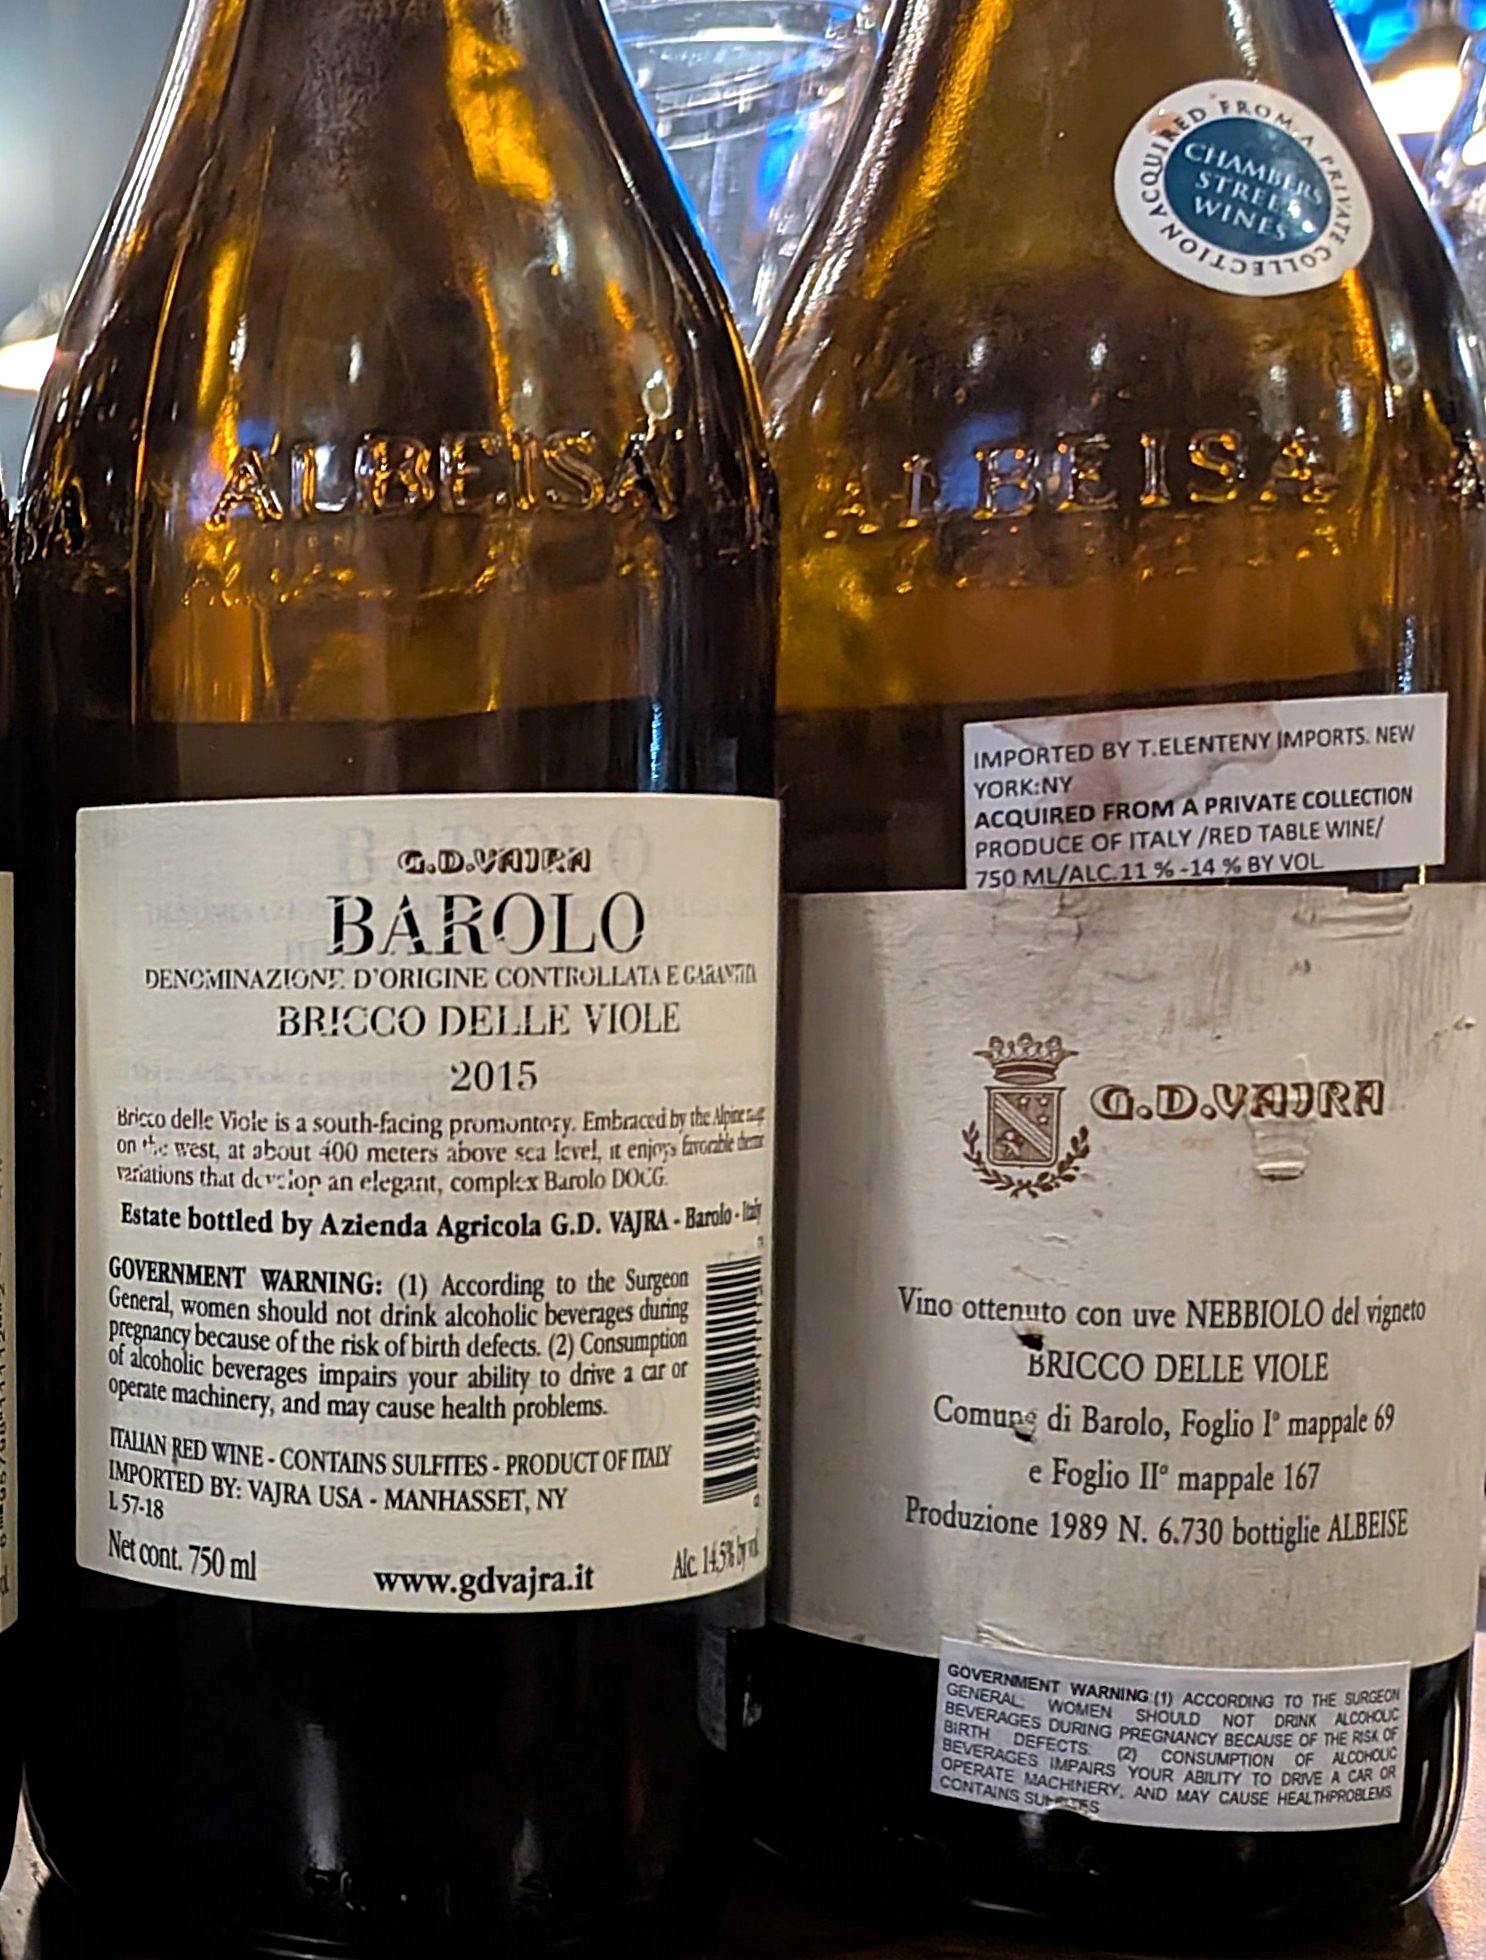 ALBEISA
G.D.VAJRA
BAROLO
DENOMINAZIONE D'ORIGINE CONTROLLATA E GARANTITA
BRICCO DELLE VIOLE
2015
Bricco delle Viole is a south-facing promontory. Embraced by the Alpine
on the west, at about 400 meters above sea level, it enjoys favorable
variations that develop an elegant, complex Barolo DOCG.
Estate bottled by Azienda Agricola G.D. VAJRA - Barolo - Italy
GOVERNMENT WARNING: (1) According to the Surgeon
General, women should not drink alcoholic beverages during
pregnancy because of the risk of birth defects. (2) Consumption
of alcoholic beverages impairs your ability to drive a car or
operate machinery, and may cause health problems.
ITALIAN RED WINE - CONTAINS SULFITES - PRODUCT OF ITALY
IMPORTED BY: VAJRA USA - MANHASSET, NY
L 57-18
Net cont. 750 ml
www.gdvajra.it
Alc. 14,5% by vol.
ACQUIRED FROM A PRIVATE COLLECTION
CHAMBERS
STREET
WINES
ALBEISA
IMPORTED BY T.ELENTENY IMPORTS. NEW
YORK:NY
ACQUIRED FROM A PRIVATE COLLECTION
PRODUCE OF ITALY /RED TABLE WINE/
750 ML/ALC.11 % -14 % BY VOL
G.D.VAJRA
Vino ottenuto con uve NEBBIOLO del vigneto
BRICCO DELLE VIOLE
Comune di Barolo, Foglio I° mappale 69
e Foglio II° mappale 167
Produzione 1989 N. 6.730 bottiglie ALBEISE
GOVERNMENT WARNING:(1) ACCORDING TO THE SURGEON
GENERAL, WOMEN SHOULD NOT DRINK ALCOHOLIC
BEVERAGES DURING PREGNANCY BECAUSE OF THE RISK OF
BIRTH DEFECTS. (2) CONSUMPTION OF ALCOHOLIC
BEVERAGES IMPAIRS YOUR ABILITY TO DRIVE A CAR OR
OPERATE MACHINERY, AND MAY CAUSE HEALTHPROBLEMS
CONTAINS SULFITES